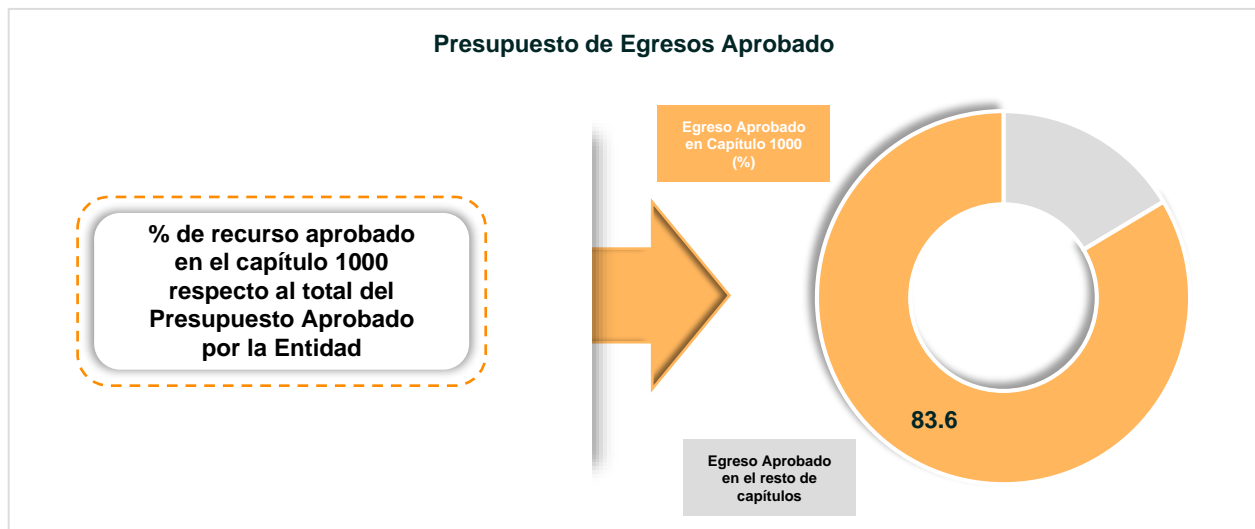 Presupuesto de Egresos Aprobado
% de recurso aprobado
en el capítulo 1000
respecto al total del
Presupuesto Aprobado
por la Entidad
Egreso Aprobado
en Capítulo 1000
(%)
83.6
Egreso Aprobado
en el resto de
capítulos